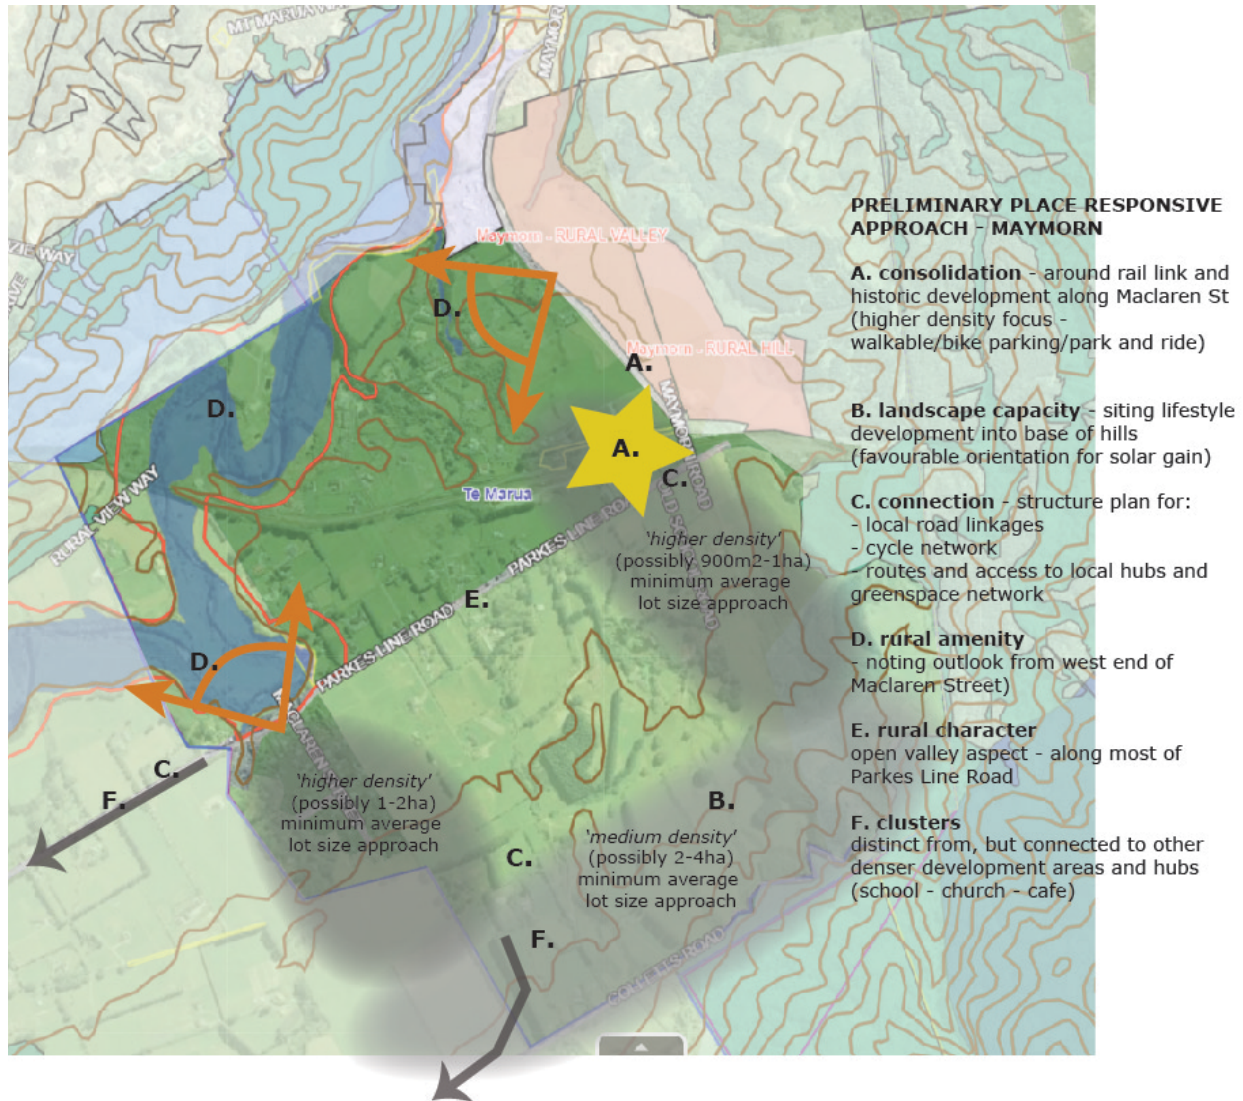 MT MARUA WAY
MAYMORN
PRELIMINARY PLACE RESPONSIVE
APPROACH - MAYMORN
A. consolidation - around rail link and
historic development along Maclaren St
(higher density focus -
walkable/bike parking/park and ride)
B. landscape capacity - siting lifestyle
development into base of hills
(favourable orientation for solar gain)
C. connection - structure plan for:
- local road linkages
- cycle network
- routes and access to local hubs and
greenspace network
D. rural amenity
- noting outlook from west end of
Maclaren Street)
E. rural character
open valley aspect - along most of
Parkes Line Road
F. clusters
distinct from, but connected to other
denser development areas and hubs
(school - church - cafe)
Maymorn - RURAL VALLEY
D.
Maymorn - RURAL HILL
A.
MAYMORN ROAD
D.
A.
C.
RURAL VIEW WAY
Te Marua
PARKES LINE ROAD
'higher density'
(possibly 900m2-1ha)
minimum average
lot size approach
E.
PARKES LINE ROAD
D.
C.
F.
'higher density'
(possibly 1-2ha)
minimum average
lot size approach
B.
'medium density'
(possibly 2-4ha)
minimum average
lot size approach
C.
F.
COLLETTS ROAD